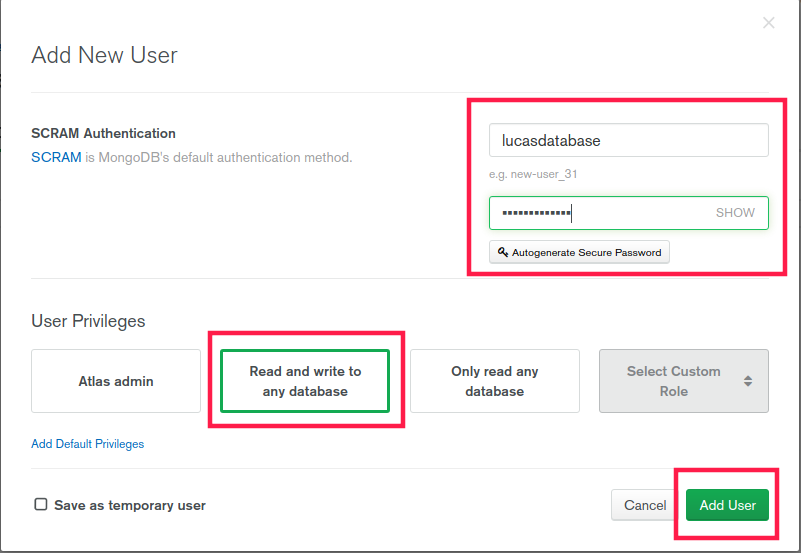 Add New User
SCRAM Authentication
SCRAM is MongoDB's default authentication method.
lucasdatabase
e.g. new-user_31
•••••••••••••
SHOW
Autogenerate Secure Password
User Privileges
Atlas admin
Read and write to
any database
Only read any
database
Select Custom
Role
Add Default Privileges
Save as temporary user
Cancel
Add User